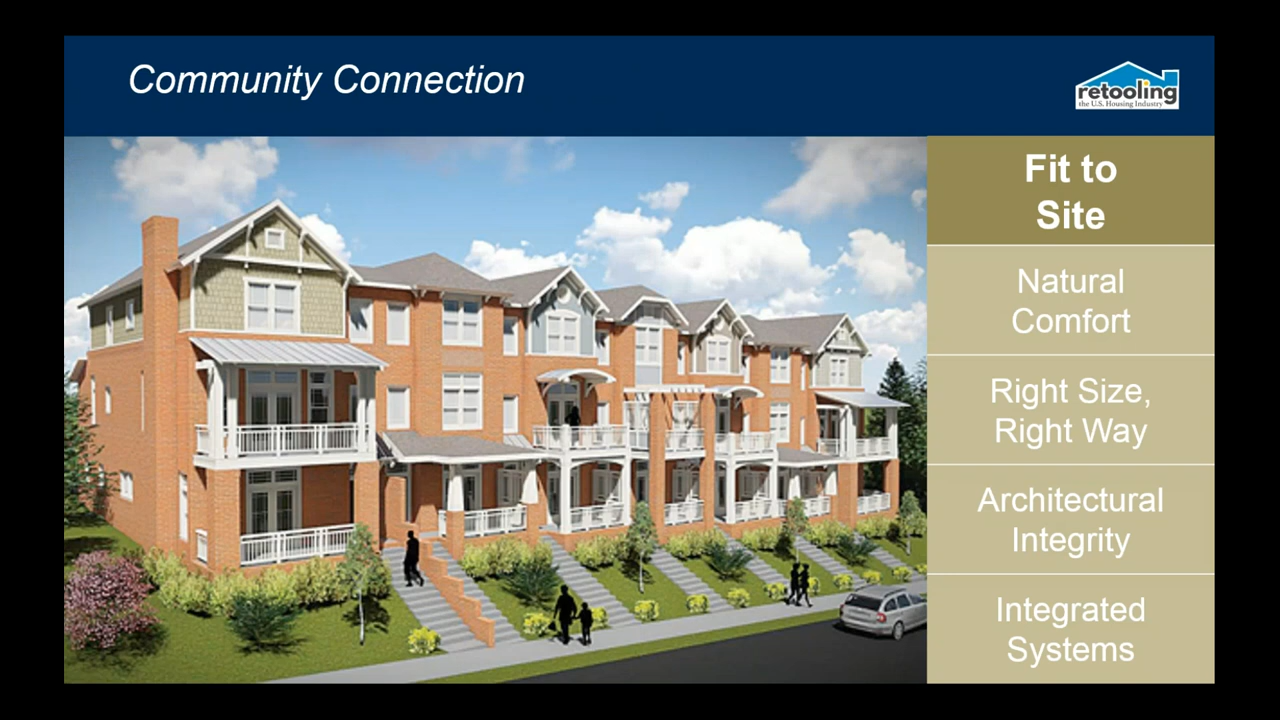 Community Connection
retooling
the U.S. Housing Industry
Fit to
Site
Natural
Comfort
Right Size,
Right Way
Architectural
Integrity
Integrated
Systems